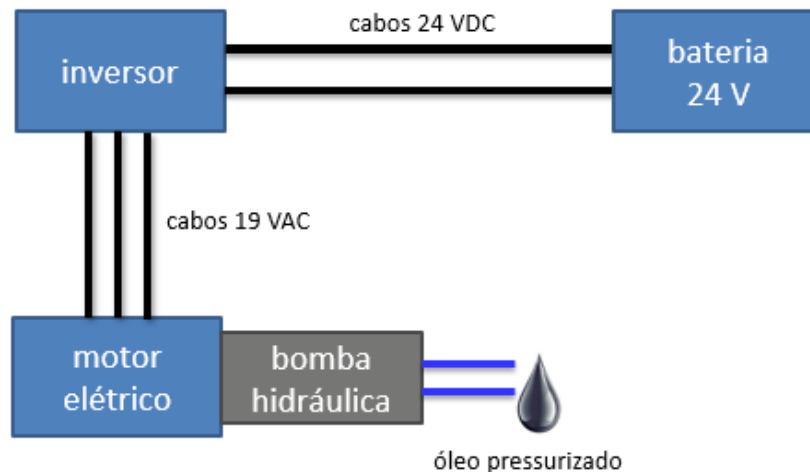 cabos 24 VDC
inversor
bateria
24 V
cabos 19 VAC
motor
elétrico
bomba
hidráulica
óleo pressurizado